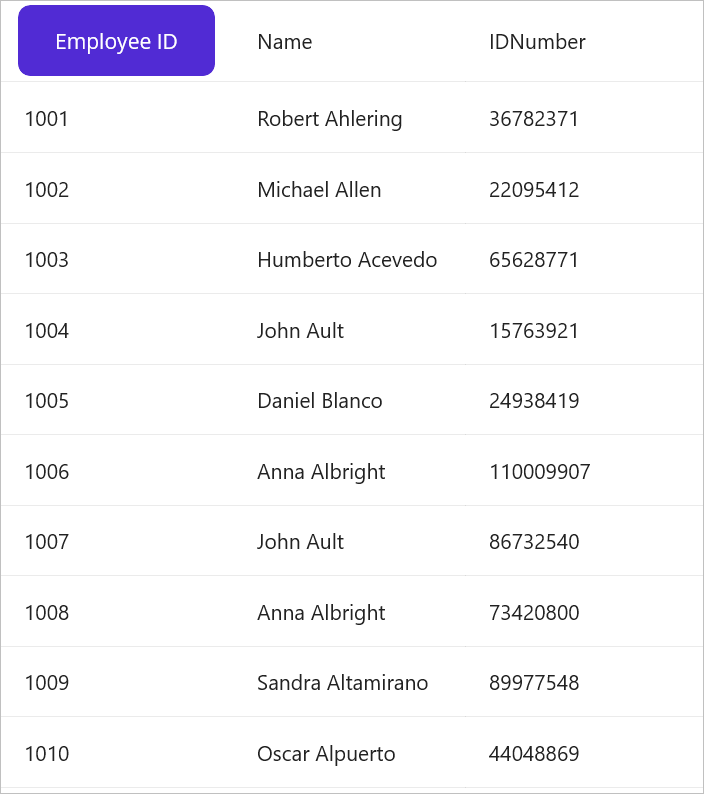 Employee ID Name IDNumber
1001 Robert Ahlering 36782371
1002 Michael Allen 22095412
1003 Humberto Acevedo 65628771
1004 John Ault 15763921
1005 Daniel Blanco 24938419
1006 Anna Albright 110009907
1007 John Ault 86732540
1008 Anna Albright 73420800
1009 Sandra Altamirano 89977548
1010 Oscar Alpuerto 44048869